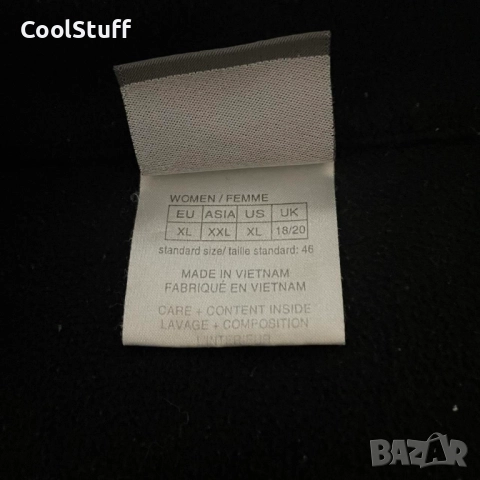 CoolStuff
WOMEN / FEMME
EU ASIA US UK
XL XXL XL 18/20
standard size/ taille standard: 46
MADE IN VIETNAM
FABRIQUÉ EN VIETNAM
CARE + CONTENT INSIDE
LAVAGE + COMPOSITION
L'INTERIEUR
BAZAR